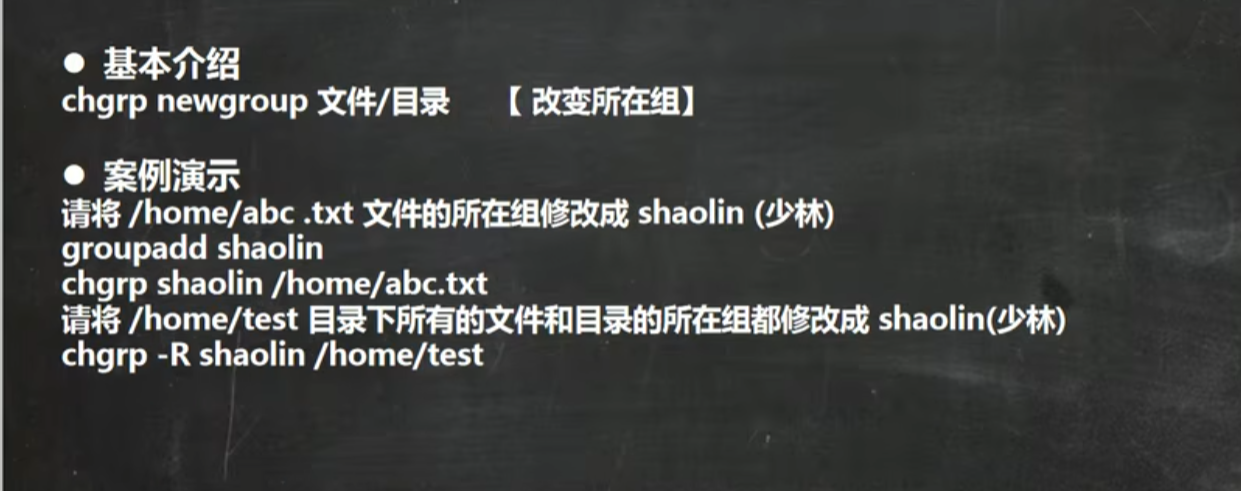 ● 基本介绍
chgrp newgroup 文件/目录 【 改变所在组】
● 案例演示
请将 /home/abc .txt 文件的所在组修改成 shaolin (少林)
groupadd shaolin
chgrp shaolin /home/abc.txt
请将 /home/test 目录下所有的文件和目录的所在组都修改成 shaolin(少林)
chgrp -R shaolin /home/test